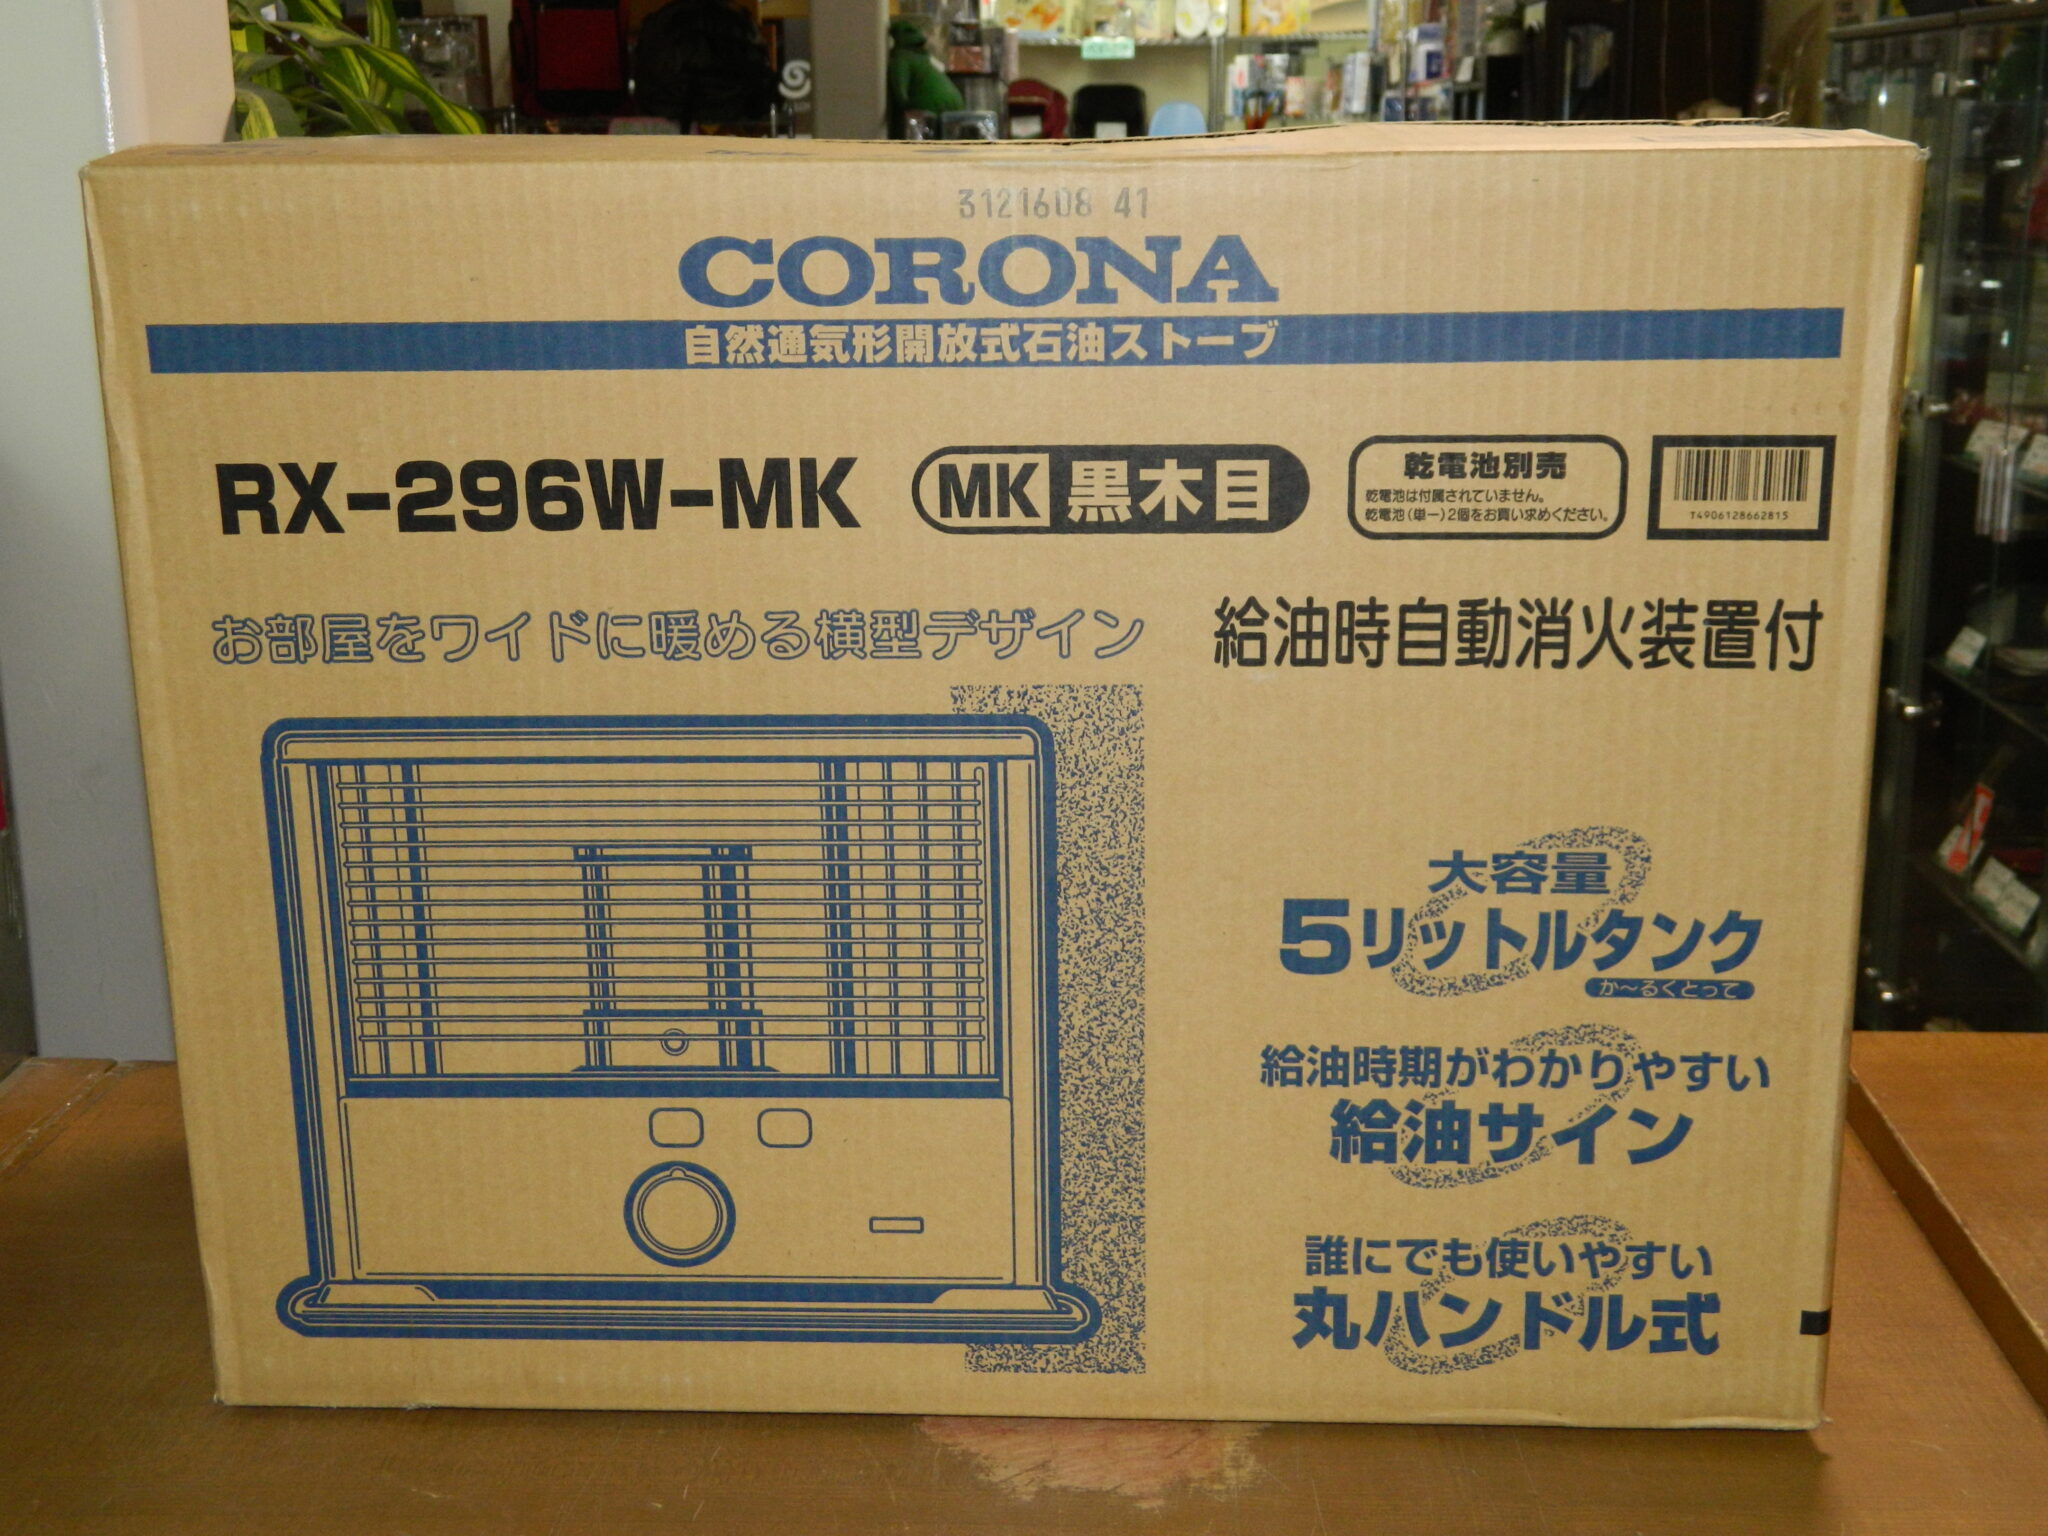 3121608 41
CORONA
自然通気形開放式石油ストーブ
RX-296W-MK
MK 黒木目
乾電池別売
乾電池は付属されていません。
乾電池(単一)2個をお買い求めください。
T4906128662815
お部屋をワイドに暖める横型デザイン
給油時自動消火装置付
大容量
5リットルタンク
か〜るくとって
給油時期がわかりやすい
給油サイン
誰にでも使いやすい
丸ハンドル式